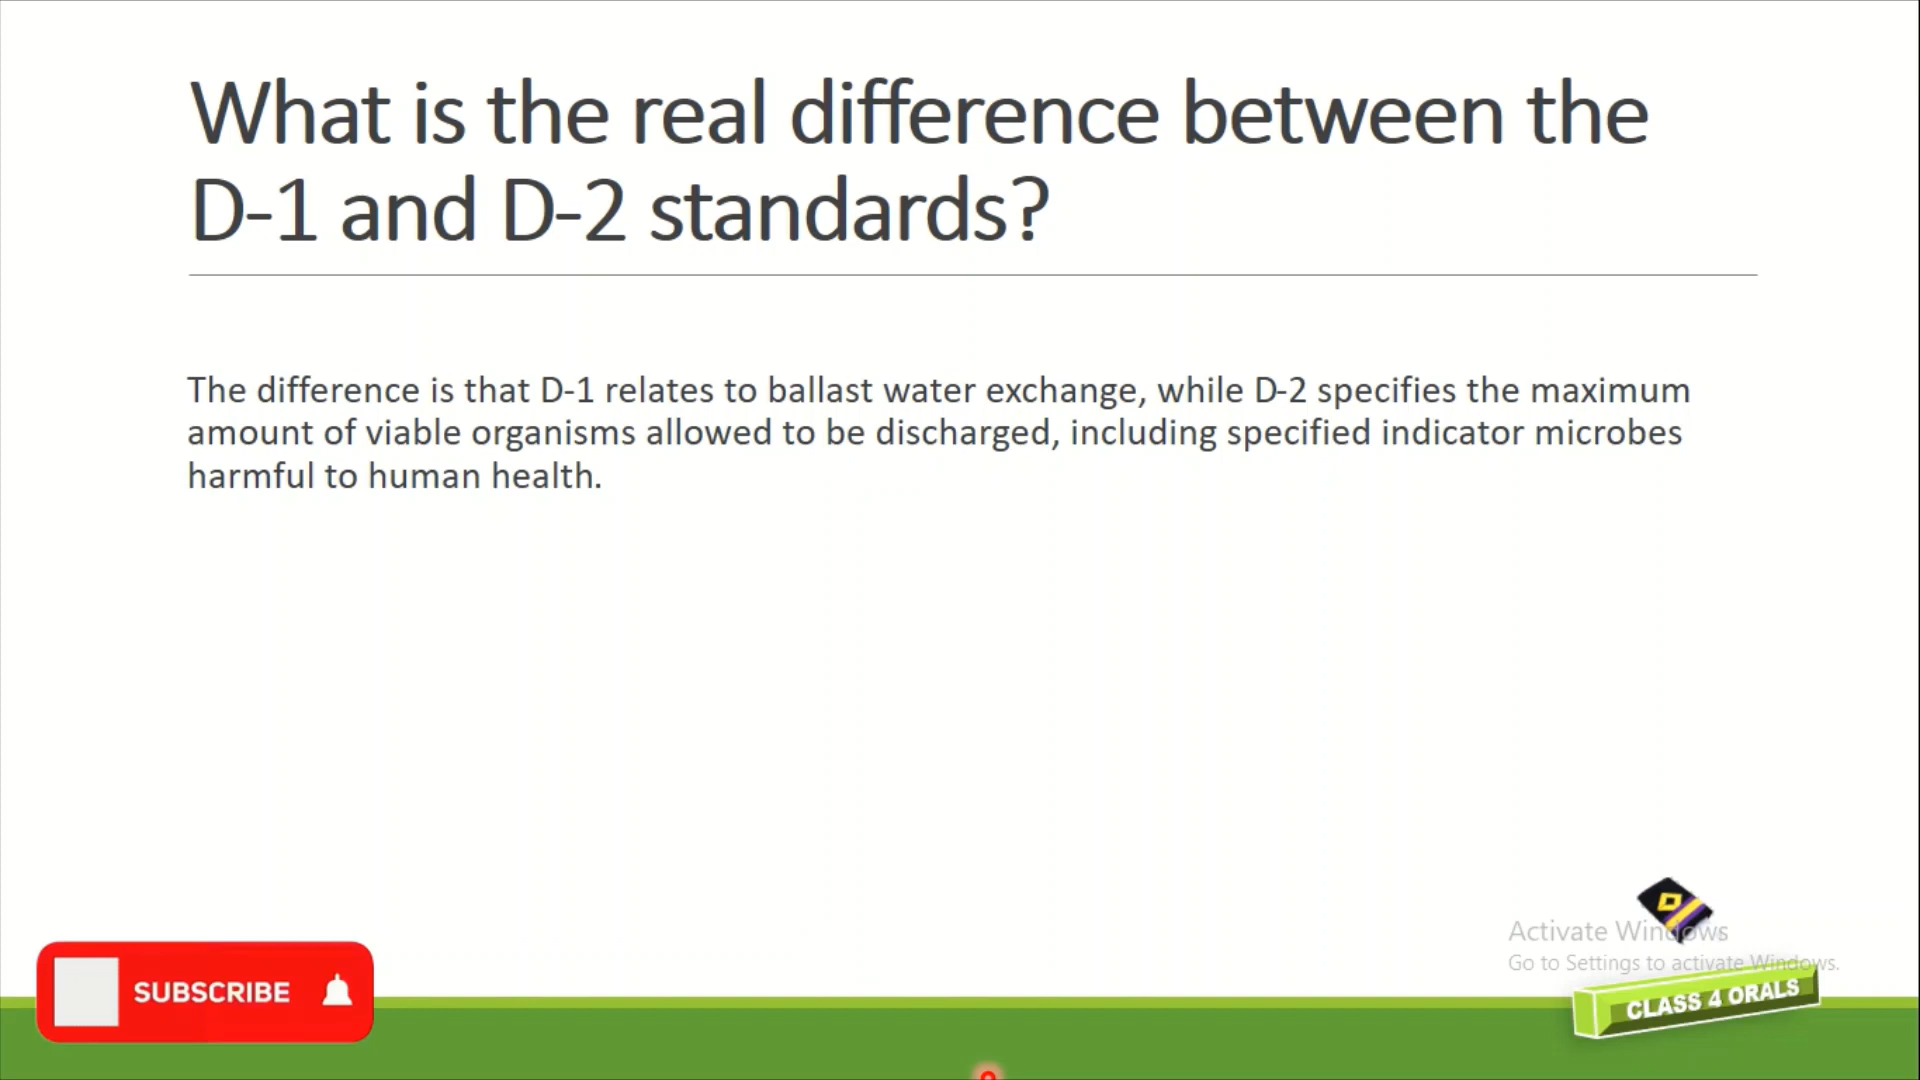 What is the real difference between the
D-1 and D-2 standards?
The difference is that D-1 relates to ballast water exchange, while D-2 specifies the maximum
amount of viable organisms allowed to be discharged, including specified indicator microbes
harmful to human health.
Activate Windows
Go to Settings to activate Windows.
SUBSCRIBE
CLASS 4 ORALS